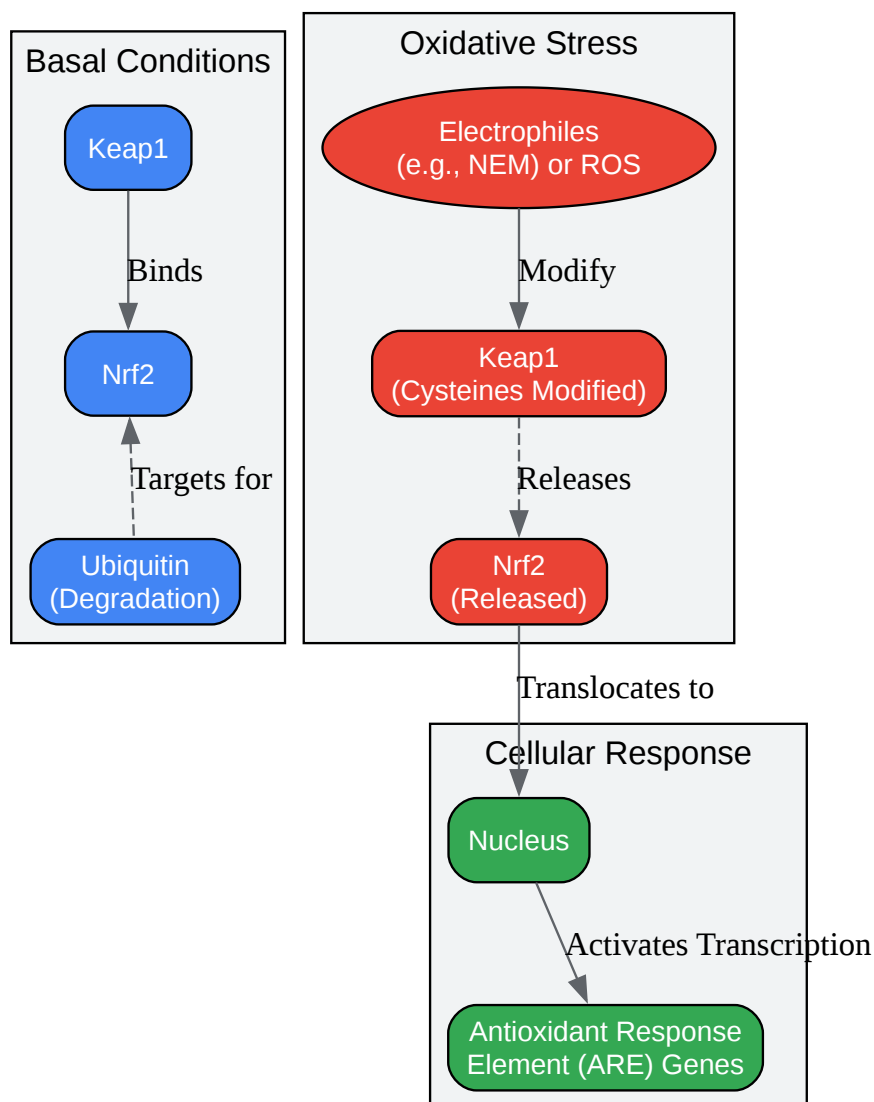 Basal Conditions
Keap1
Binds
Nrf2
Targets for
Ubiquitin
(Degradation)
Oxidative Stress
Electrophiles
(e.g., NEM) or ROS
Modify
Keap1
(Cysteines Modified)
Releases
Nrf2
(Released)
Translocates to
Cellular Response
Nucleus
Activates Transcription
Antioxidant Response
Element (ARE) Genes